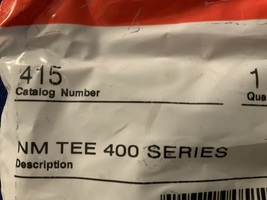 415 1
Catalog Number Qua
NM TEE 400 SERIES
Description